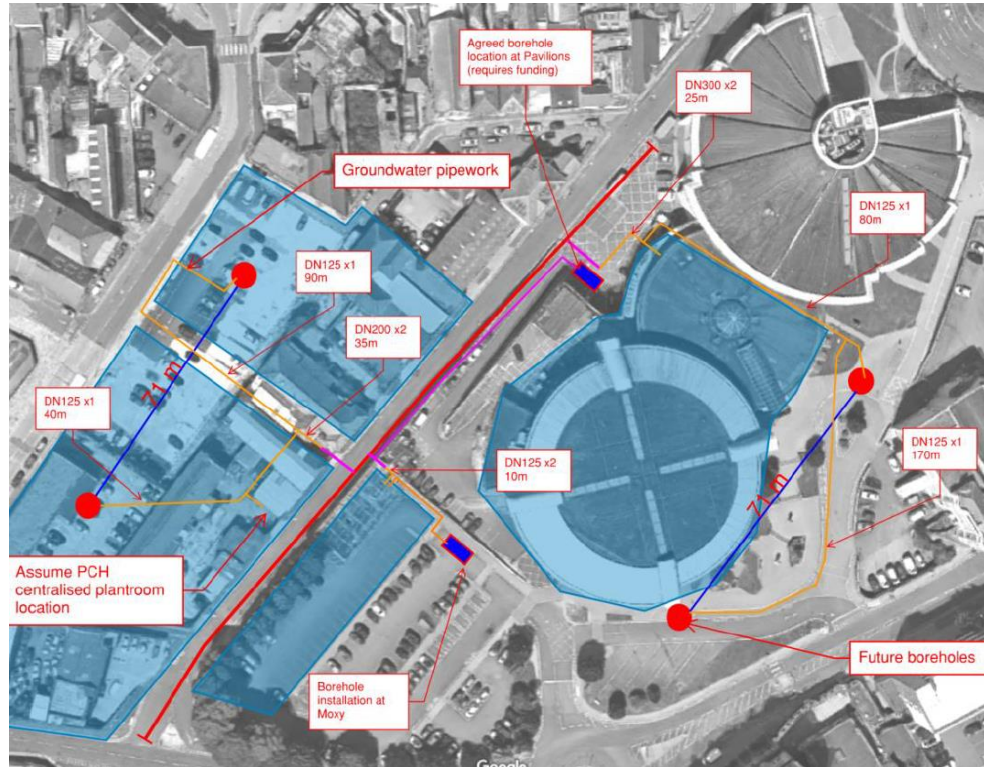 Agreed borehole
location at Pavilions
(requires funding)
DN300 x2
25m
Groundwater pipework
DN125 x1
80m
DN125 x1
90m
DN200 x2
35m
71 m
DN125 x1
40m
DN125 x2
10m
71m
DN125 x1
170m
Assume PCH
centralised plantroom
location
Borehole
installation at
Moxy
Future boreholes
Google